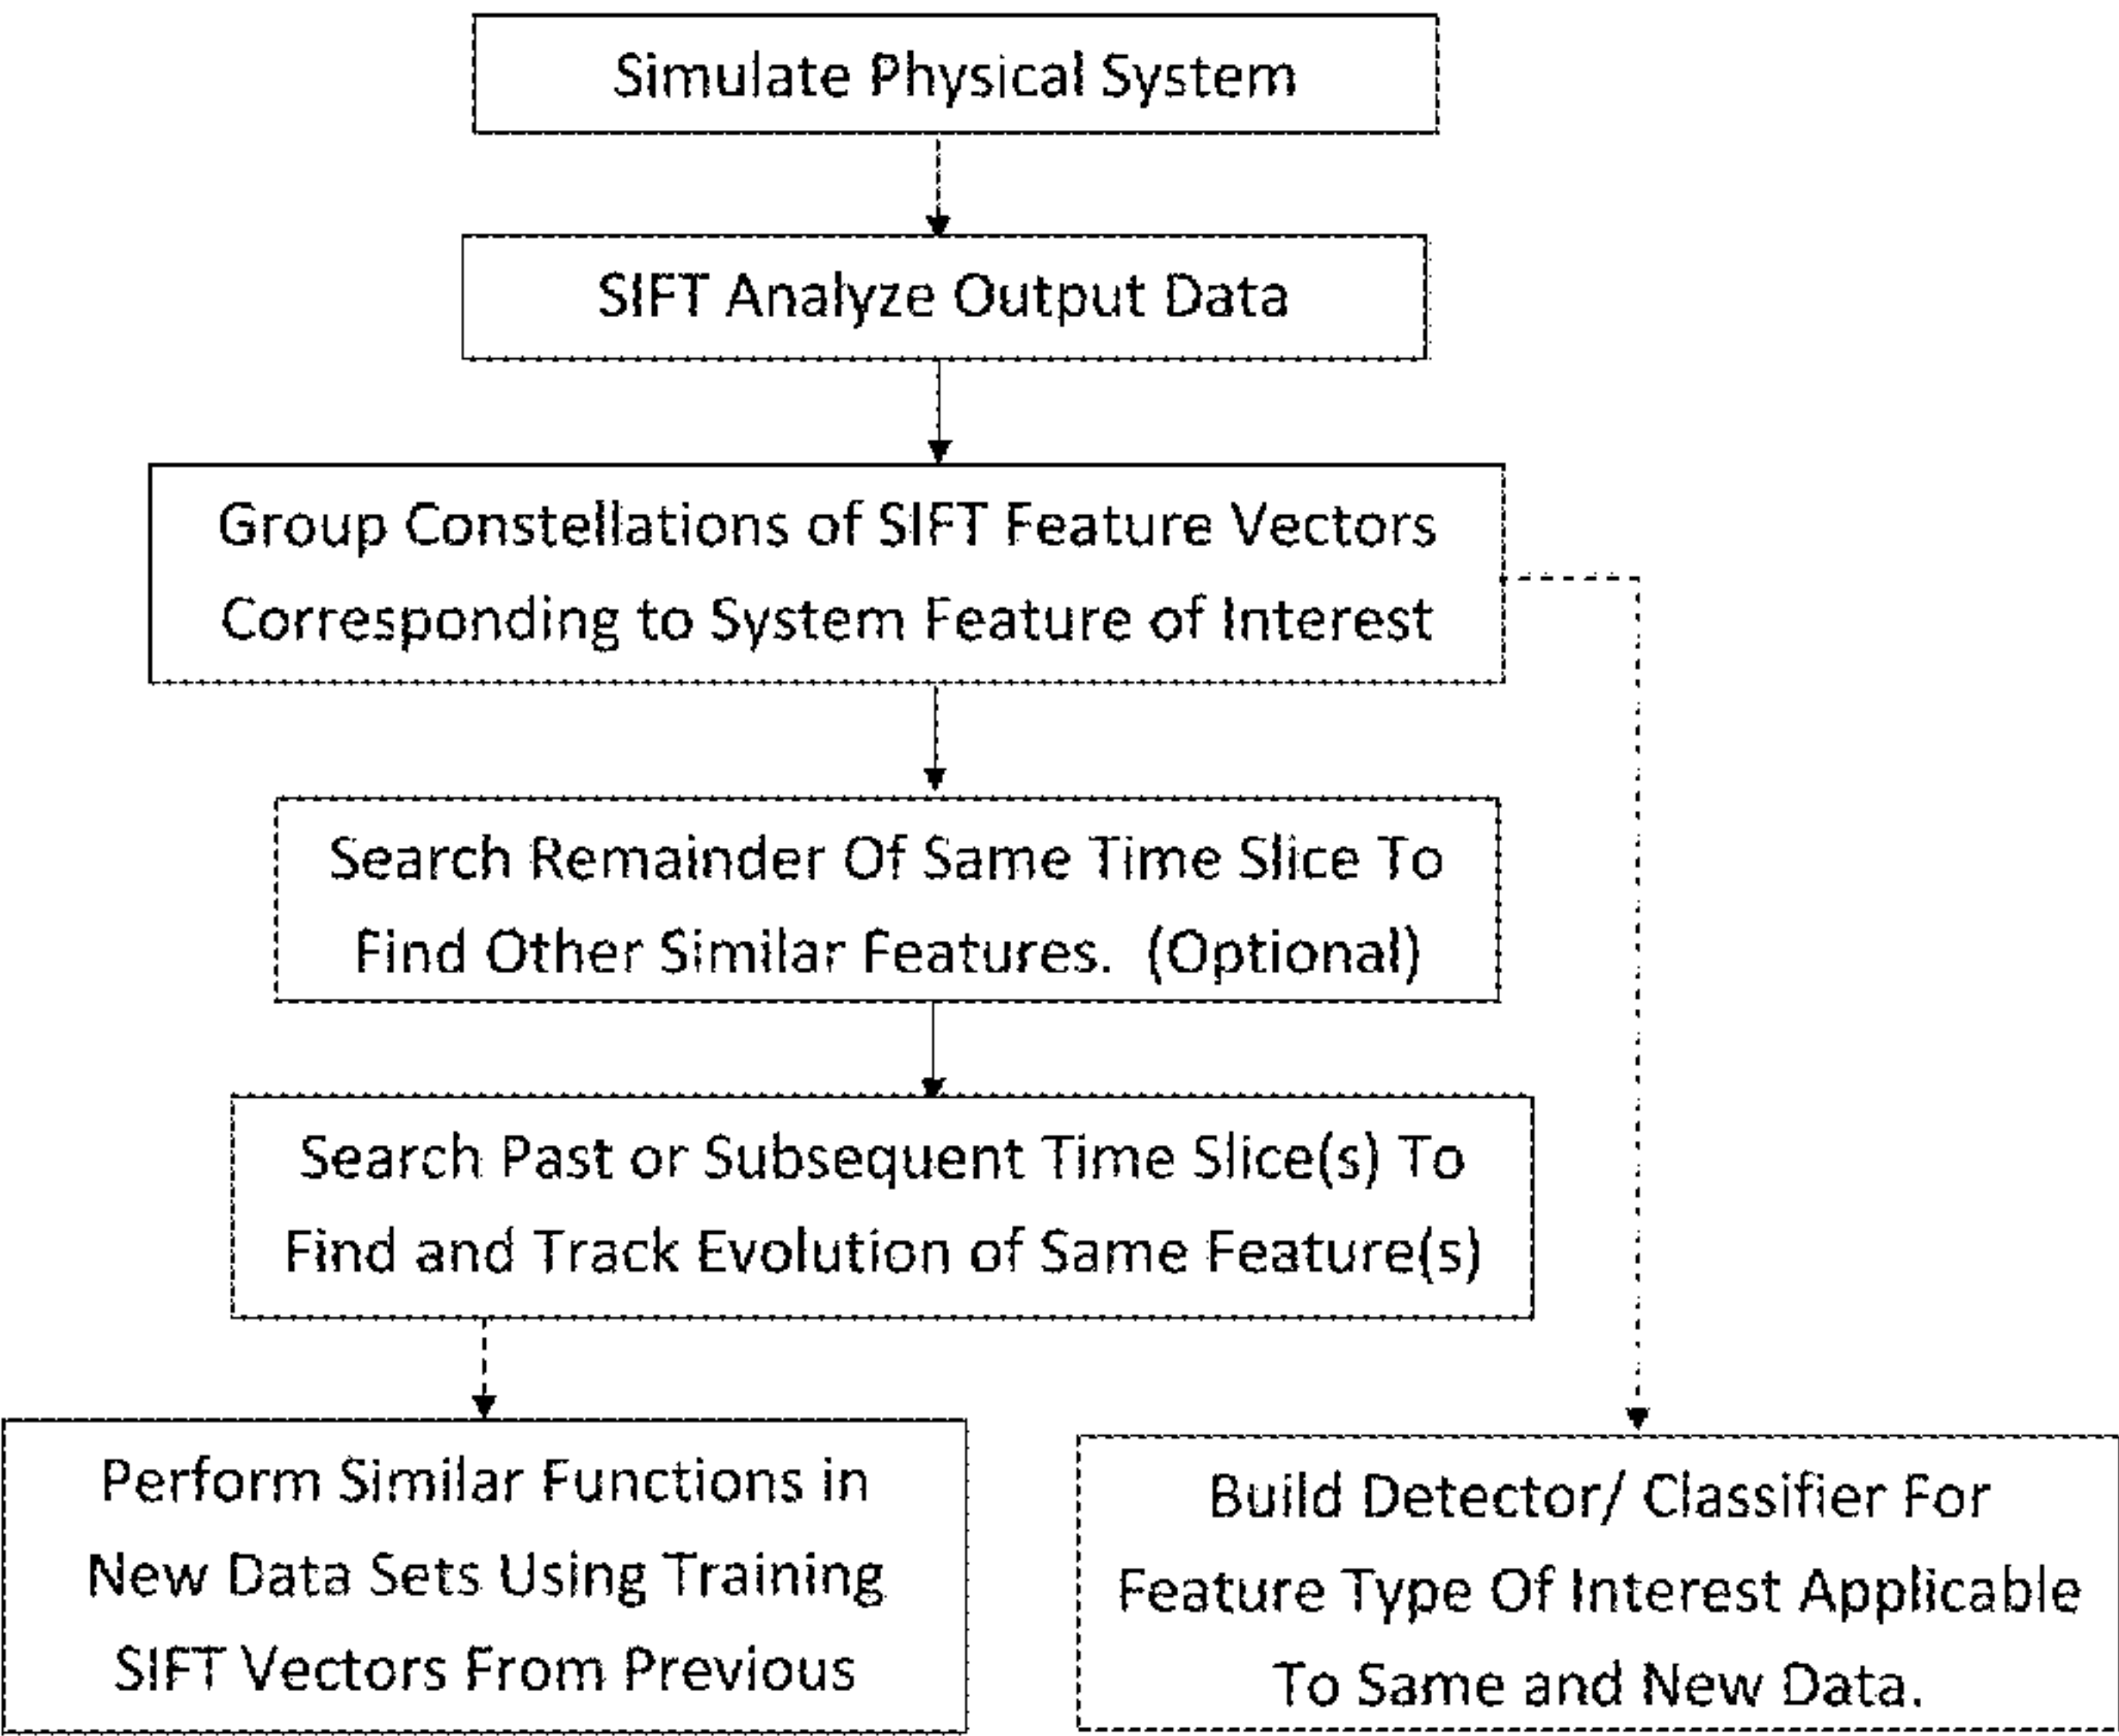 Simulate Physical System
SIFT Analyze Output Data
Group Constellations of SIFT Feature Vectors
Corresponding to System Feature of Interest
Search Remainder Of Same Time Slice To
Find Other Similar Features.  (Optional)
Search Past or Subsequent Time Slice(s) To
Find and Track Evolution of Same Feature(s)
Perform Similar Functions in
New Data Sets Using Training
SIFT Vectors From Previous
Build Detector/ Classifier For
Feature Type Of Interest Applicable
To Same and New Data.